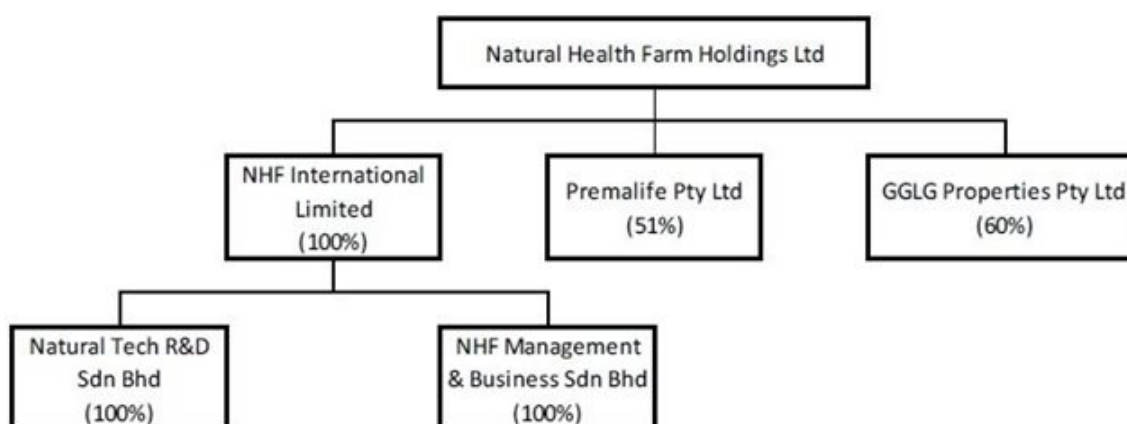 Natural Health Farm Holdings Ltd
NHF International
Limited
(100%)
Premalife Pty Ltd
(51%)
GGLG Properties Pty Ltd
(60%)
Natural Tech R&D
Sdn Bhd
(100%)
NHF Management
& Business Sdn Bhd
(100%)